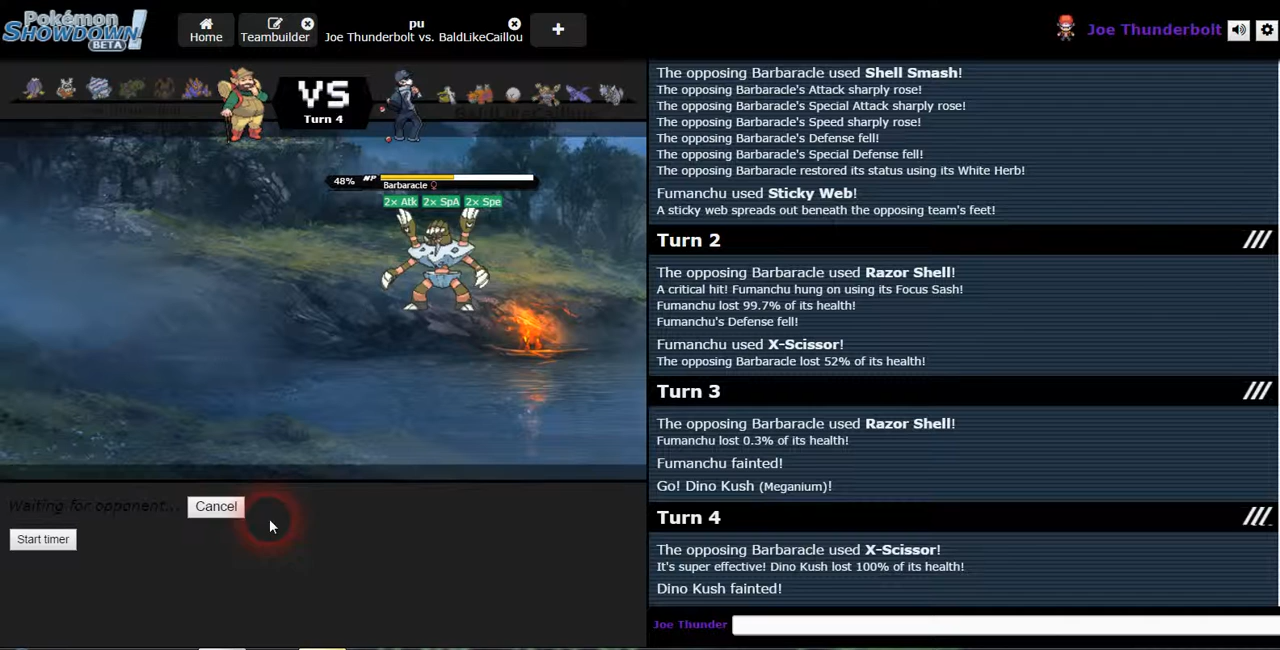 Pokémon
SHOWDOWN!
BETA
Home
Teambuilder
pu
Joe Thunderbolt vs. BaldLikeCaillou
+
Joe Thunderbolt
VS
Turn 4
48%
Barbaracle ♀
2× Atk 2× SpA 2× Spe
Waiting for opponent... Cancel
Start timer
The opposing Barbaracle used Shell Smash!
The opposing Barbaracle's Attack sharply rose!
The opposing Barbaracle's Special Attack sharply rose!
The opposing Barbaracle's Speed sharply rose!
The opposing Barbaracle's Defense fell!
The opposing Barbaracle's Special Defense fell!
The opposing Barbaracle restored its status using its White Herb!
Fumanchu used Sticky Web!
A sticky web spreads out beneath the opposing team's feet!
Turn 2
The opposing Barbaracle used Razor Shell!
A critical hit! Fumanchu hung on using its Focus Sash!
Fumanchu lost 99.7% of its health!
Fumanchu's Defense fell!
Fumanchu used X-Scissor!
The opposing Barbaracle lost 52% of its health!
Turn 3
The opposing Barbaracle used Razor Shell!
Fumanchu lost 0.3% of its health!
Fumanchu fainted!
Go! Dino Kush (Meganium)!
Turn 4
The opposing Barbaracle used X-Scissor!
It's super effective! Dino Kush lost 100% of its health!
Dino Kush fainted!
Joe Thunder